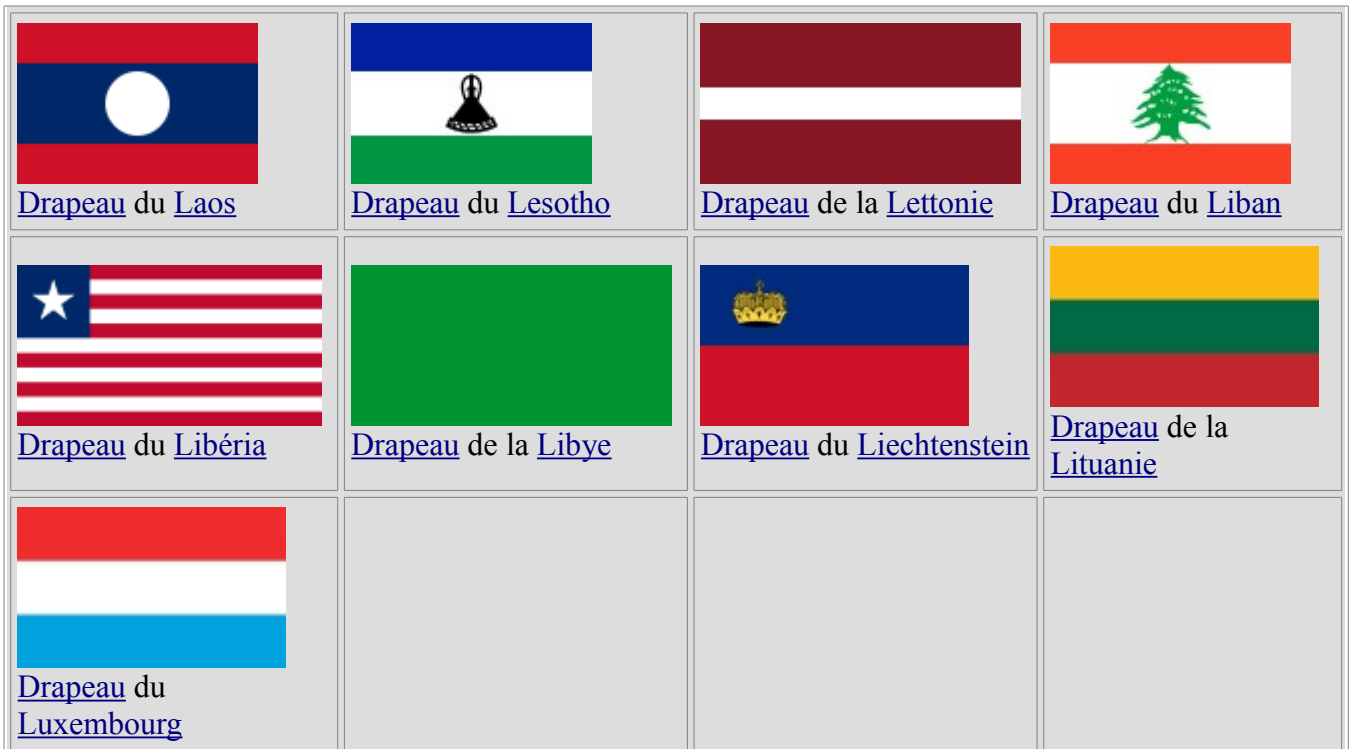 Drapeau du Laos
Drapeau du Lesotho
Drapeau de la Lettonie
Drapeau du Liban
Drapeau du Libéria
Drapeau de la Libye
Drapeau du Liechtenstein
Drapeau de la
Lituanie
Drapeau du
Luxembourg